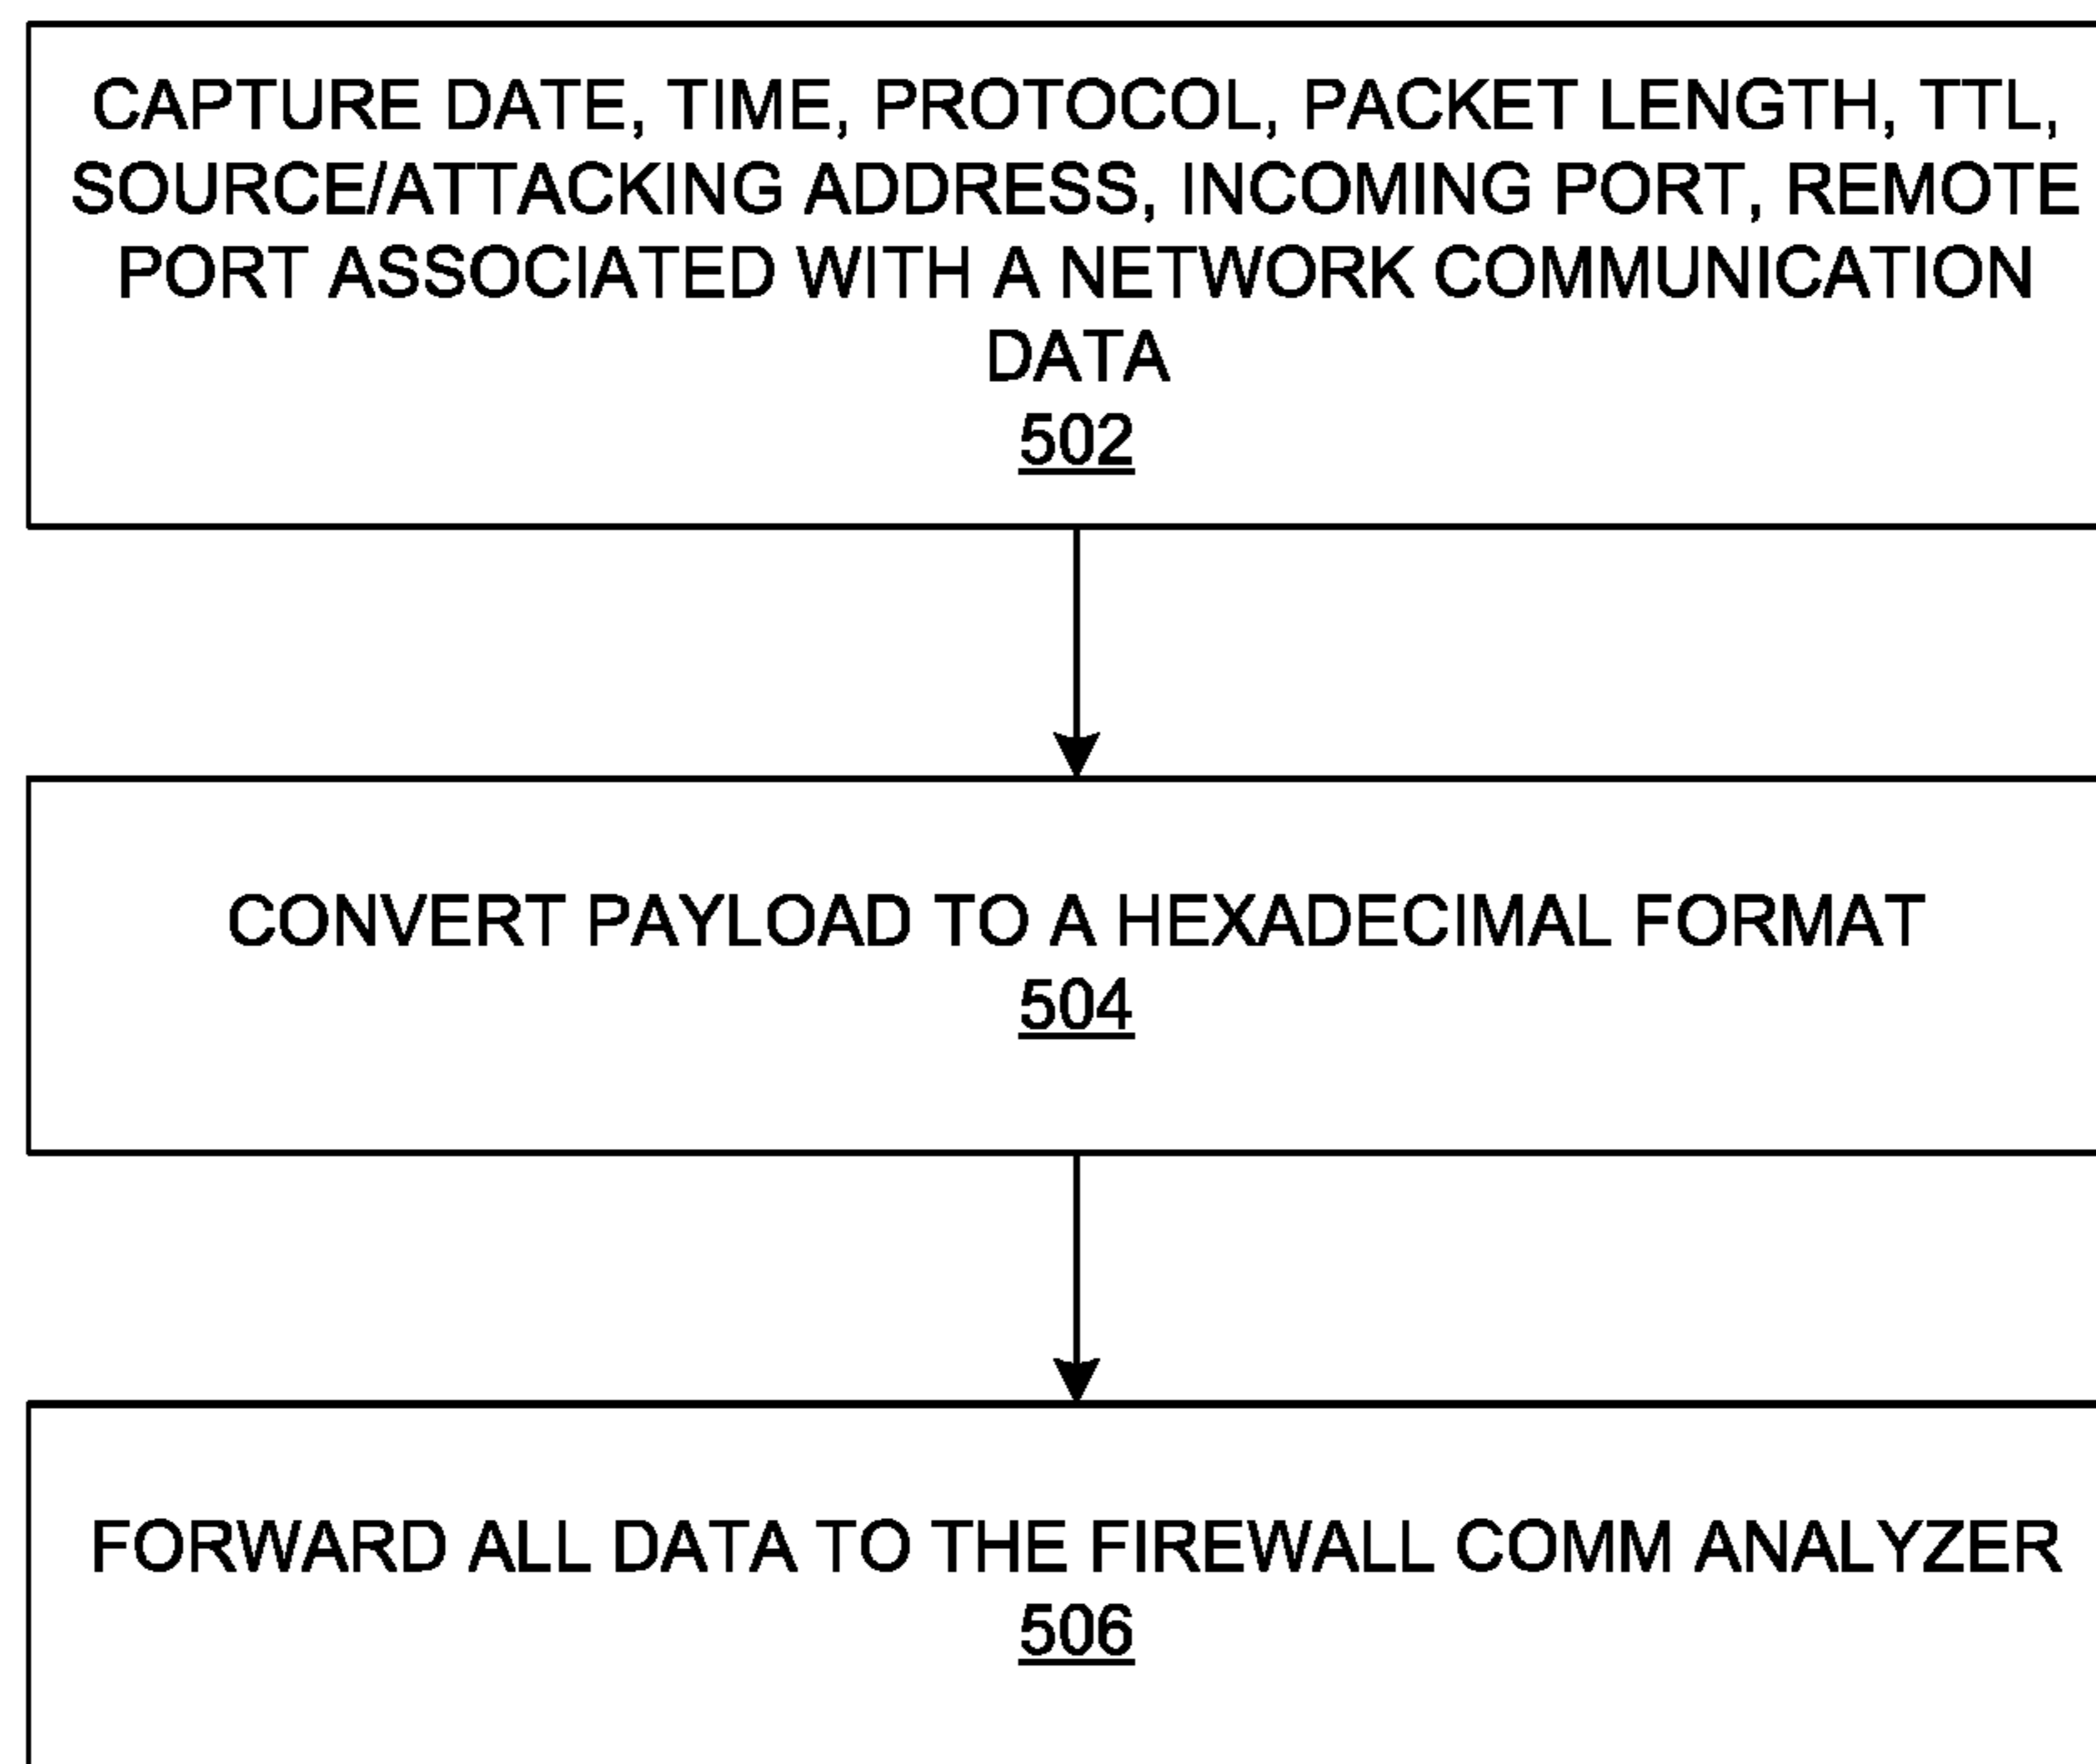 CAPTURE DATE, TIME, PROTOCOL, PACKET LENGTH, TTL,
SOURCE/ATTACKING ADDRESS, INCOMING PORT, REMOTE
PORT ASSOCIATED WITH A NETWORK COMMUNICATION
DATA
502
CONVERT PAYLOAD TO A HEXADECIMAL FORMAT
504
FORWARD ALL DATA TO THE FIREWALL COMM ANALYZER
506